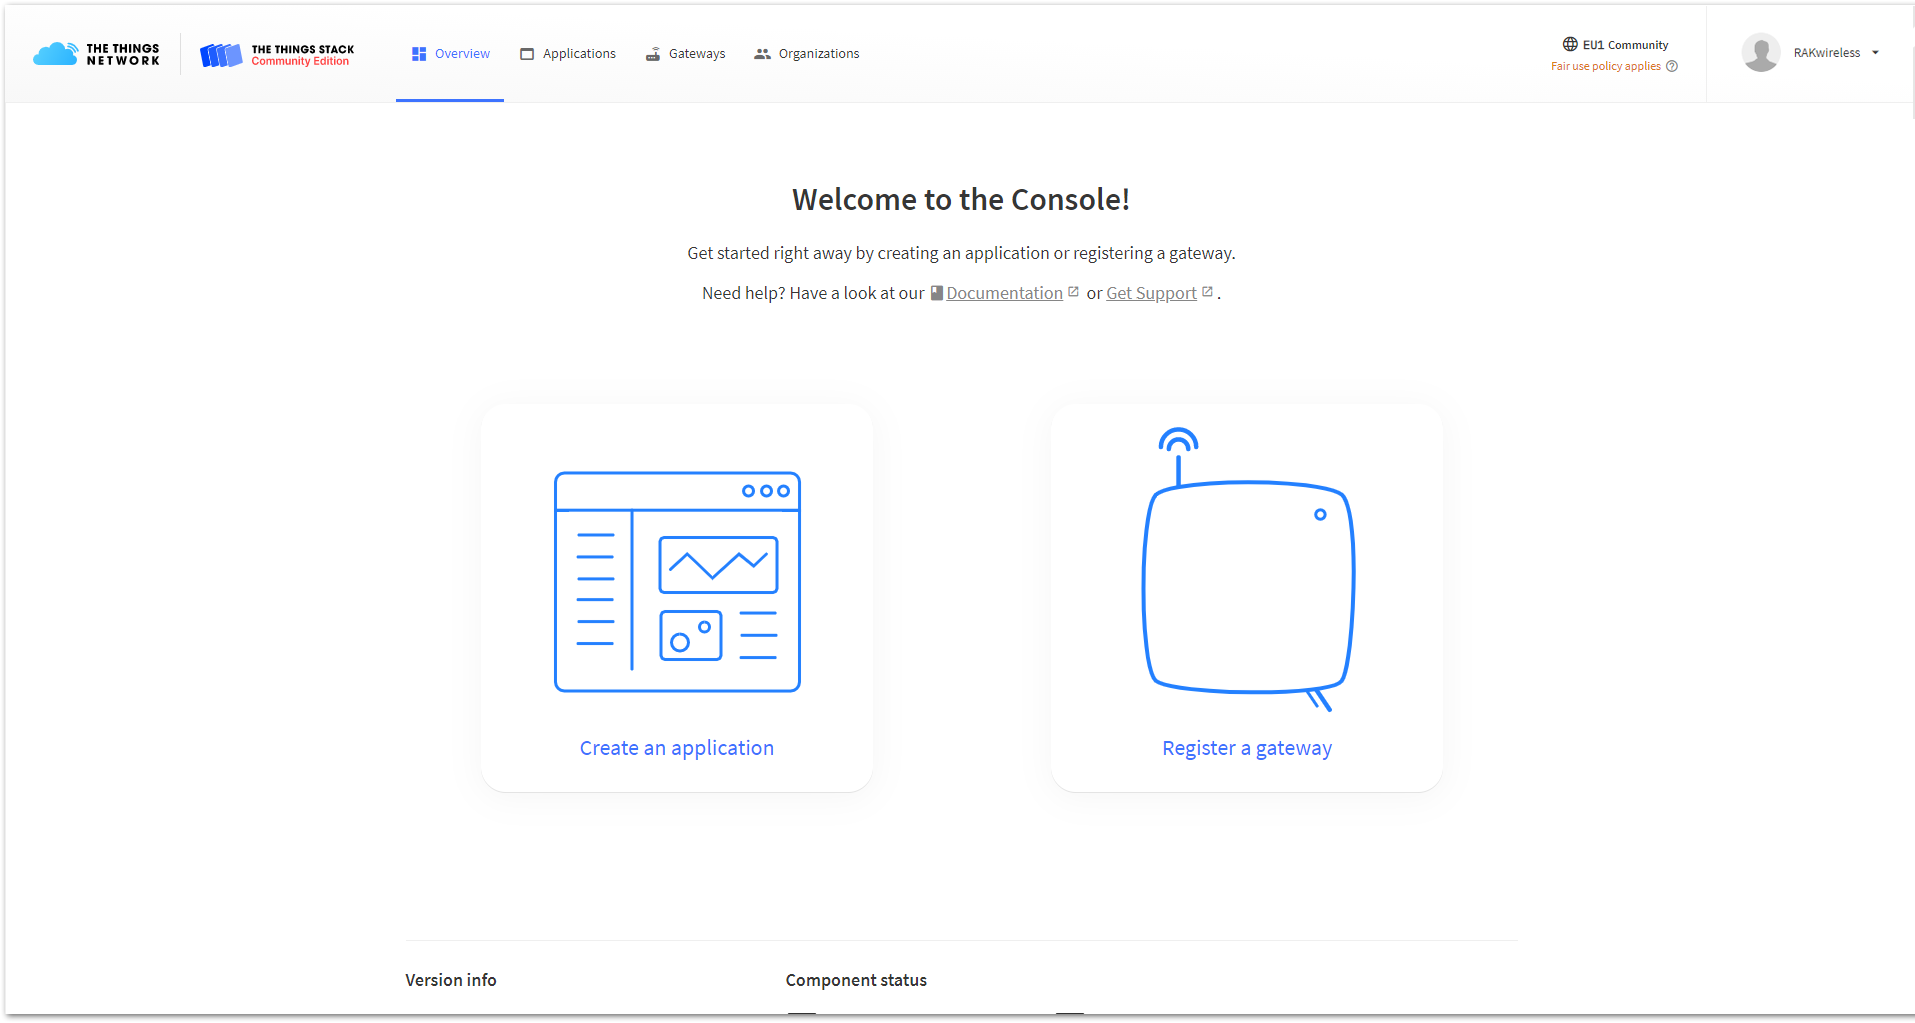 THE THINGS
NETWORK
THE THINGS STACK
Community Edition
Overview
Applications
Gateways
Organizations
EU1 Community
Fair use policy applies
RAKwireless
Welcome to the Console!
Get started right away by creating an application or registering a gateway.
Need help? Have a look at our Documentation or Get Support .
Create an application
Register a gateway
Version info
Component status